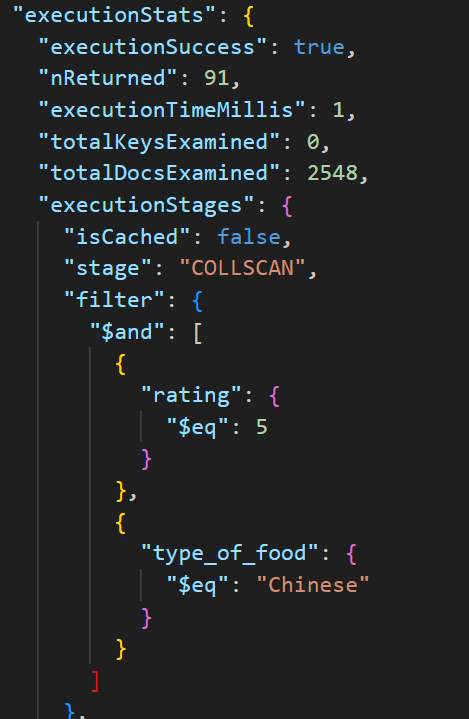 "executionStats": {
"executionSuccess": true,
"nReturned": 91,
"executionTimeMillis": 1,
"totalKeysExamined": 0,
"totalDocsExamined": 2548,
"executionStages": {
"isCached": false,
"stage": "COLLSCAN",
"filter": {
"$and": [
{
"rating": {
"$eq": 5
}
},
{
"type_of_food": {
"$eq": "Chinese"
}
}
]
},